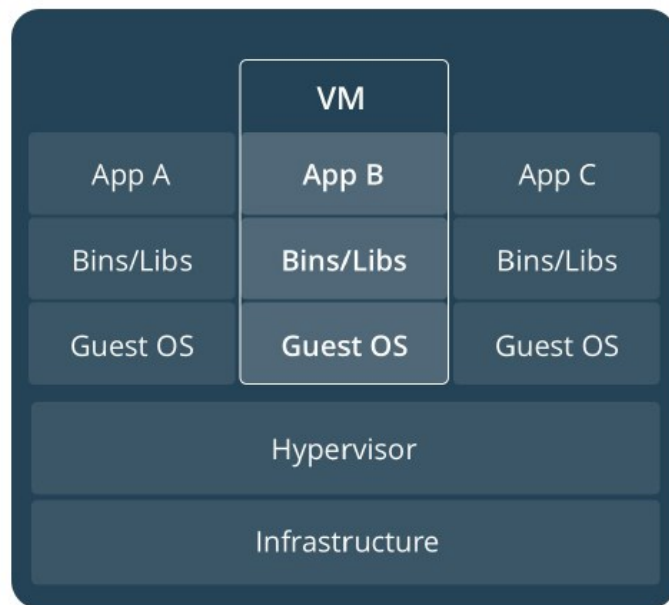 VM
App A App B App C
Bins/Libs Bins/Libs Bins/Libs
Guest OS Guest OS Guest OS
Hypervisor
Infrastructure